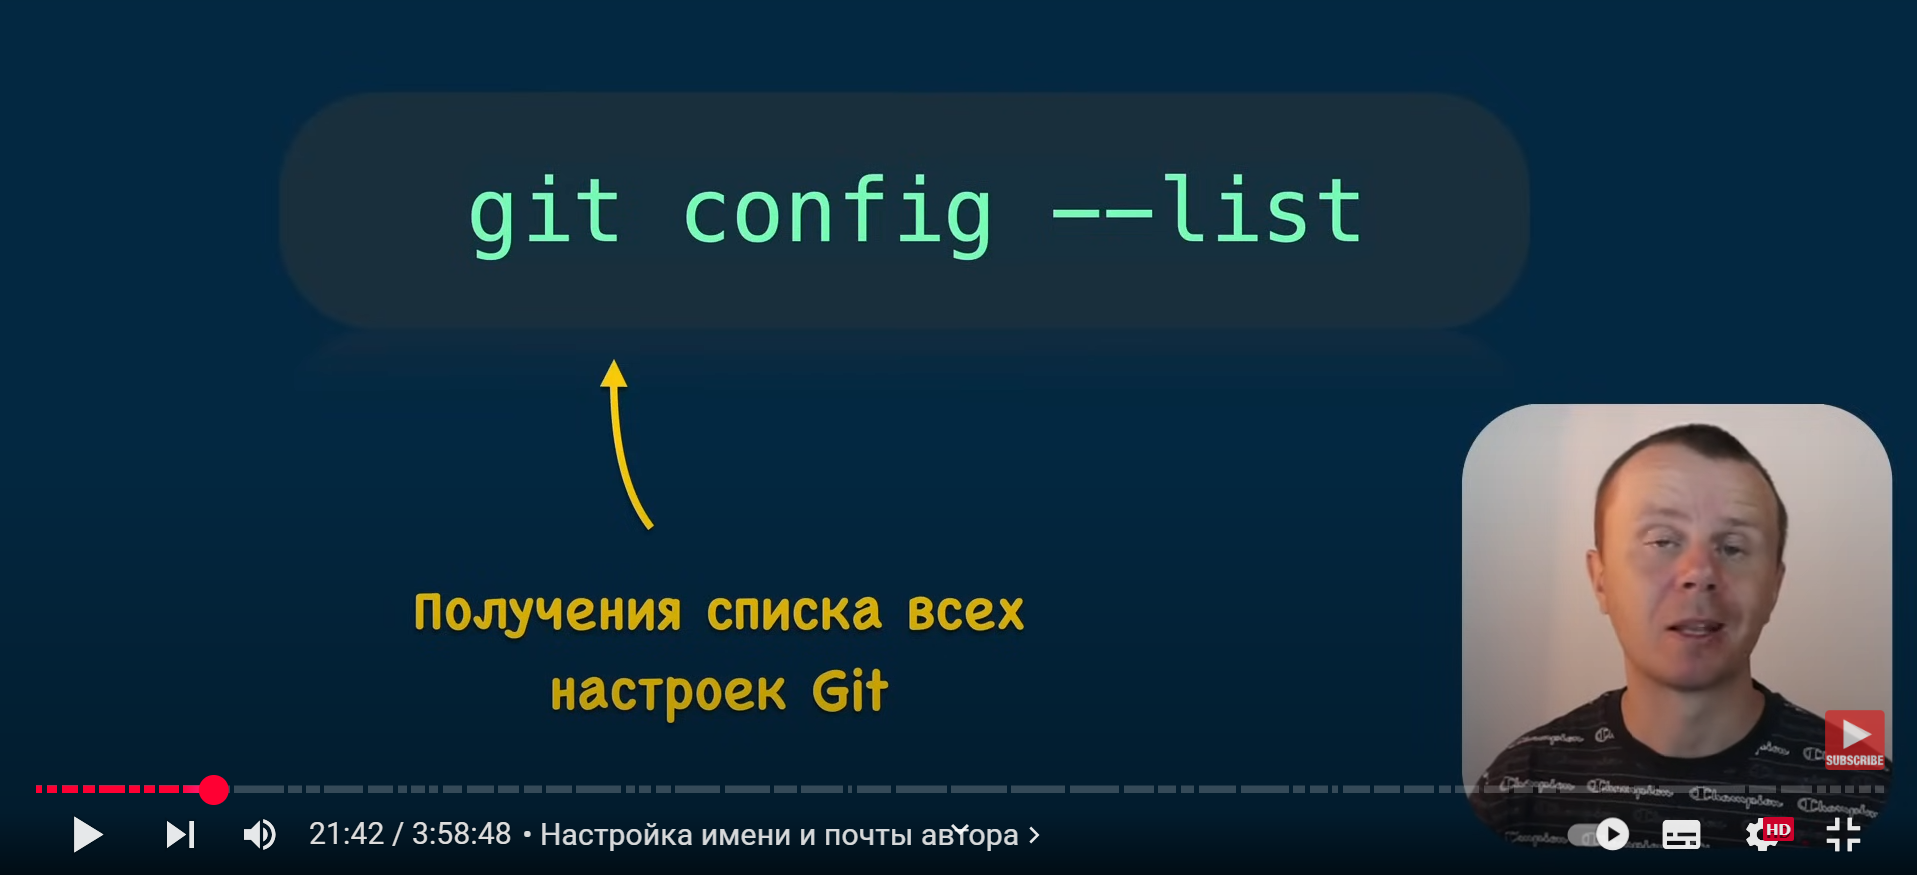 git config --list
Получения списка всех
настроек Git
SUBSCRIBE
Champion
21:42 / 3:58:48 • Настройка имени и почты автора
HD